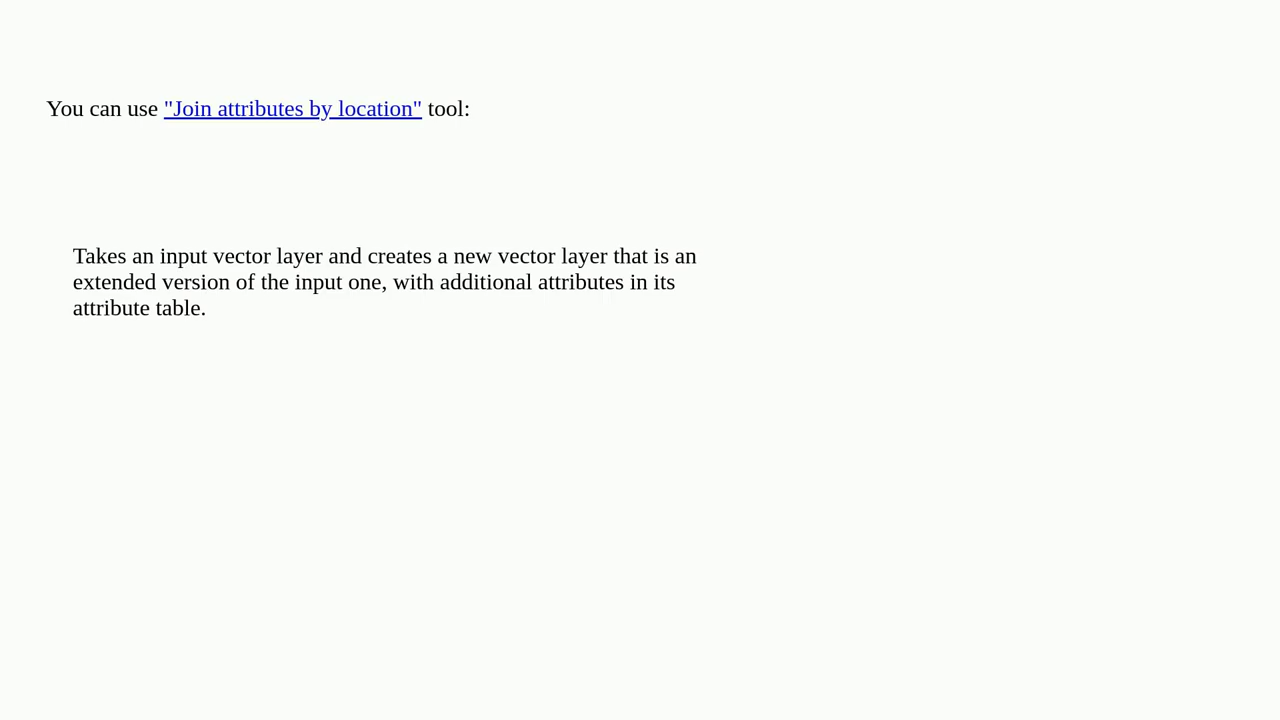 You can use "Join attributes by location" tool:
Takes an input vector layer and creates a new vector layer that is an
extended version of the input one, with additional attributes in its
attribute table.